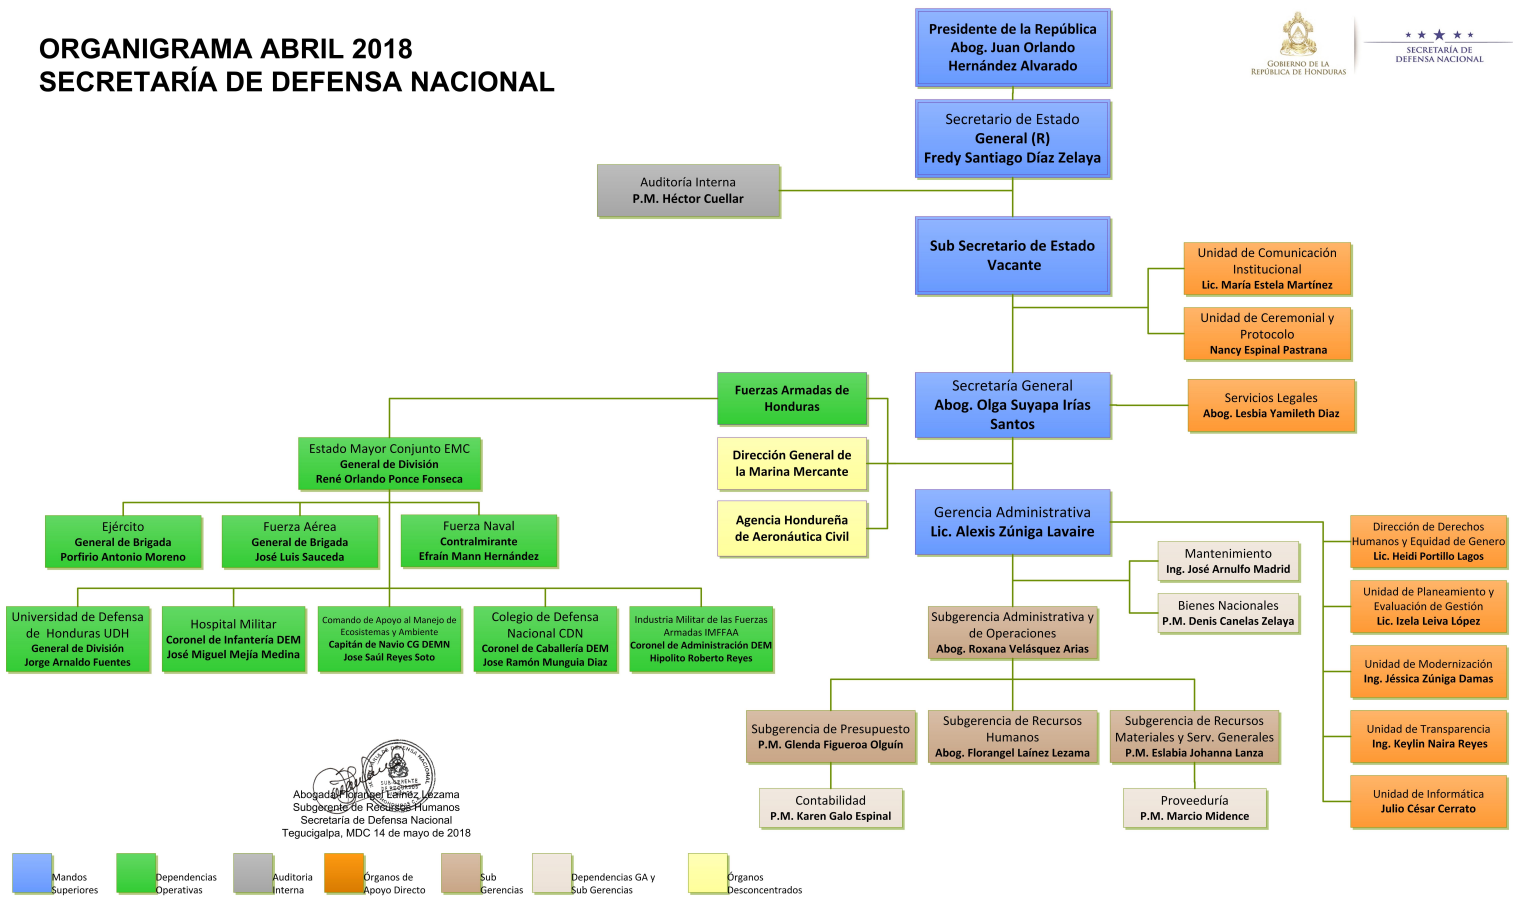 ORGANIGRAMA ABRIL 2018
SECRETARÍA DE DEFENSA NACIONAL
Presidente de la República
Abog. Juan Orlando
Hernández Alvarado
GOBIERNO DE LA
REPÚBLICA DE HONDURAS
SECRETARÍA DE
DEFENSA NACIONAL
Secretario de Estado
General (R)
Fredy Santiago Díaz Zelaya
Auditoría Interna
P.M. Héctor Cuellar
Sub Secretario de Estado
Vacante
Unidad de Comunicación
Institucional
Lic. María Estela Martínez
Unidad de Ceremonial y
Protocolo
Nancy Espinal Pastrana
Fuerzas Armadas de
Honduras
Secretaría General
Abog. Olga Suyapa Irías
Santos
Servicios Legales
Abog. Lesbia Yamileth Diaz
Estado Mayor Conjunto EMC
General de División
René Orlando Ponce Fonseca
Dirección General de
la Marina Mercante
Agencia Hondureña
de Aeronáutica Civil
Gerencia Administrativa
Lic. Alexis Zúniga Lavaire
Ejército
General de Brigada
Porfirio Antonio Moreno
Fuerza Aérea
General de Brigada
José Luis Sauceda
Fuerza Naval
Contralmirante
Efraín Mann Hernández
Dirección de Derechos
Humanos y Equidad de Genero
Lic. Heidi Portillo Lagos
Mantenimiento
Ing. José Arnulfo Madrid
Bienes Nacionales
P.M. Denis Canelas Zelaya
Unidad de Planeamiento y
Evaluación de Gestión
Lic. Izela Leiva López
Universidad de Defensa
de Honduras UDH
General de División
Jorge Arnaldo Fuentes
Hospital Militar
Coronel de Infantería DEM
José Miguel Mejía Medina
Comando de Apoyo al Manejo de
Ecosistemas y Ambiente
Capitán de Navio CG DEMN
Jose Saúl Reyes Soto
Colegio de Defensa
Nacional CDN
Coronel de Caballería DEM
Jose Ramón Munguia Diaz
Industria Militar de las Fuerzas
Armadas IMFFAA
Coronel de Administración DEM
Hipolito Roberto Reyes
Subgerencia Administrativa y
de Operaciones
Abog. Roxana Velásquez Arias
Unidad de Modernización
Ing. Jéssica Zúniga Damas
Subgerencia de Presupuesto
P.M. Glenda Figueroa Olguín
Subgerencia de Recursos
Humanos
Abog. Florangel Laínez Lezama
Subgerencia de Recursos
Materiales y Serv. Generales
P.M. Eslabia Johanna Lanza
Unidad de Transparencia
Ing. Keylin Naira Reyes
Contabilidad
P.M. Karen Galo Espinal
Proveeduría
P.M. Marcio Midence
Unidad de Informática
Julio César Cerrato
SUB-GERENTE
DE RECURSOS
Abogada Florangel Laínez Lezama
Subgerente de Recursos Humanos
Secretaría de Defensa Nacional
Tegucigalpa, MDC 14 de mayo de 2018
Mandos
Superiores
Dependencias
Operativas
Auditoria
Interna
Órganos de
Apoyo Directo
Sub
Gerencias
Dependencias GA y
Sub Gerencias
Órganos
Desconcentrados